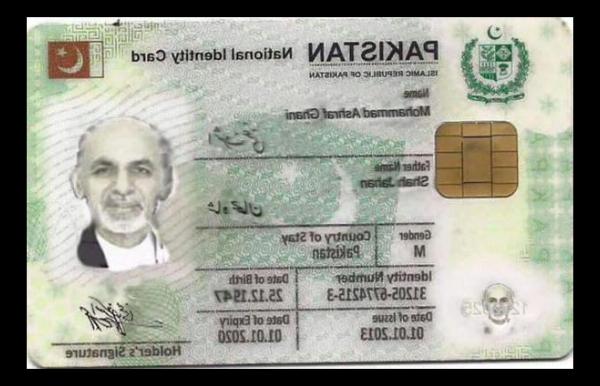 PAKISTAN National Identity Card
ISLAMIC REPUBLIC OF PAKISTAN
Name
Mohammad Ashraf Ghani
Father Name
Shah Jahan
Gender Country of Stay
M Pakistan
Identity Number Date of Birth
31205-6774215-3 25.12.1947
Date of Issue Date of Expiry
01.01.2013 01.01.2020
Holder's Signature